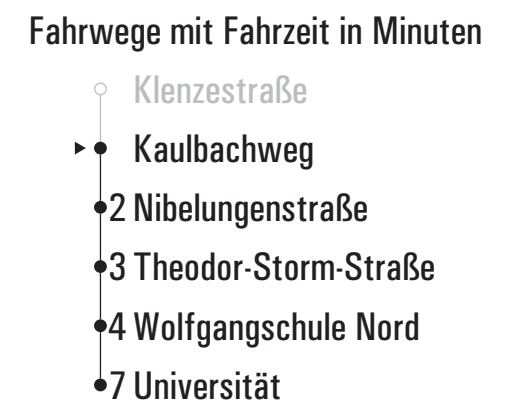 Fahrwege mit Fahrzeit in Minuten
Klenzestraße
Kaulbachweg
2 Nibelungenstraße
3 Theodor-Storm-Straße
4 Wolfgangschule Nord
7 Universität